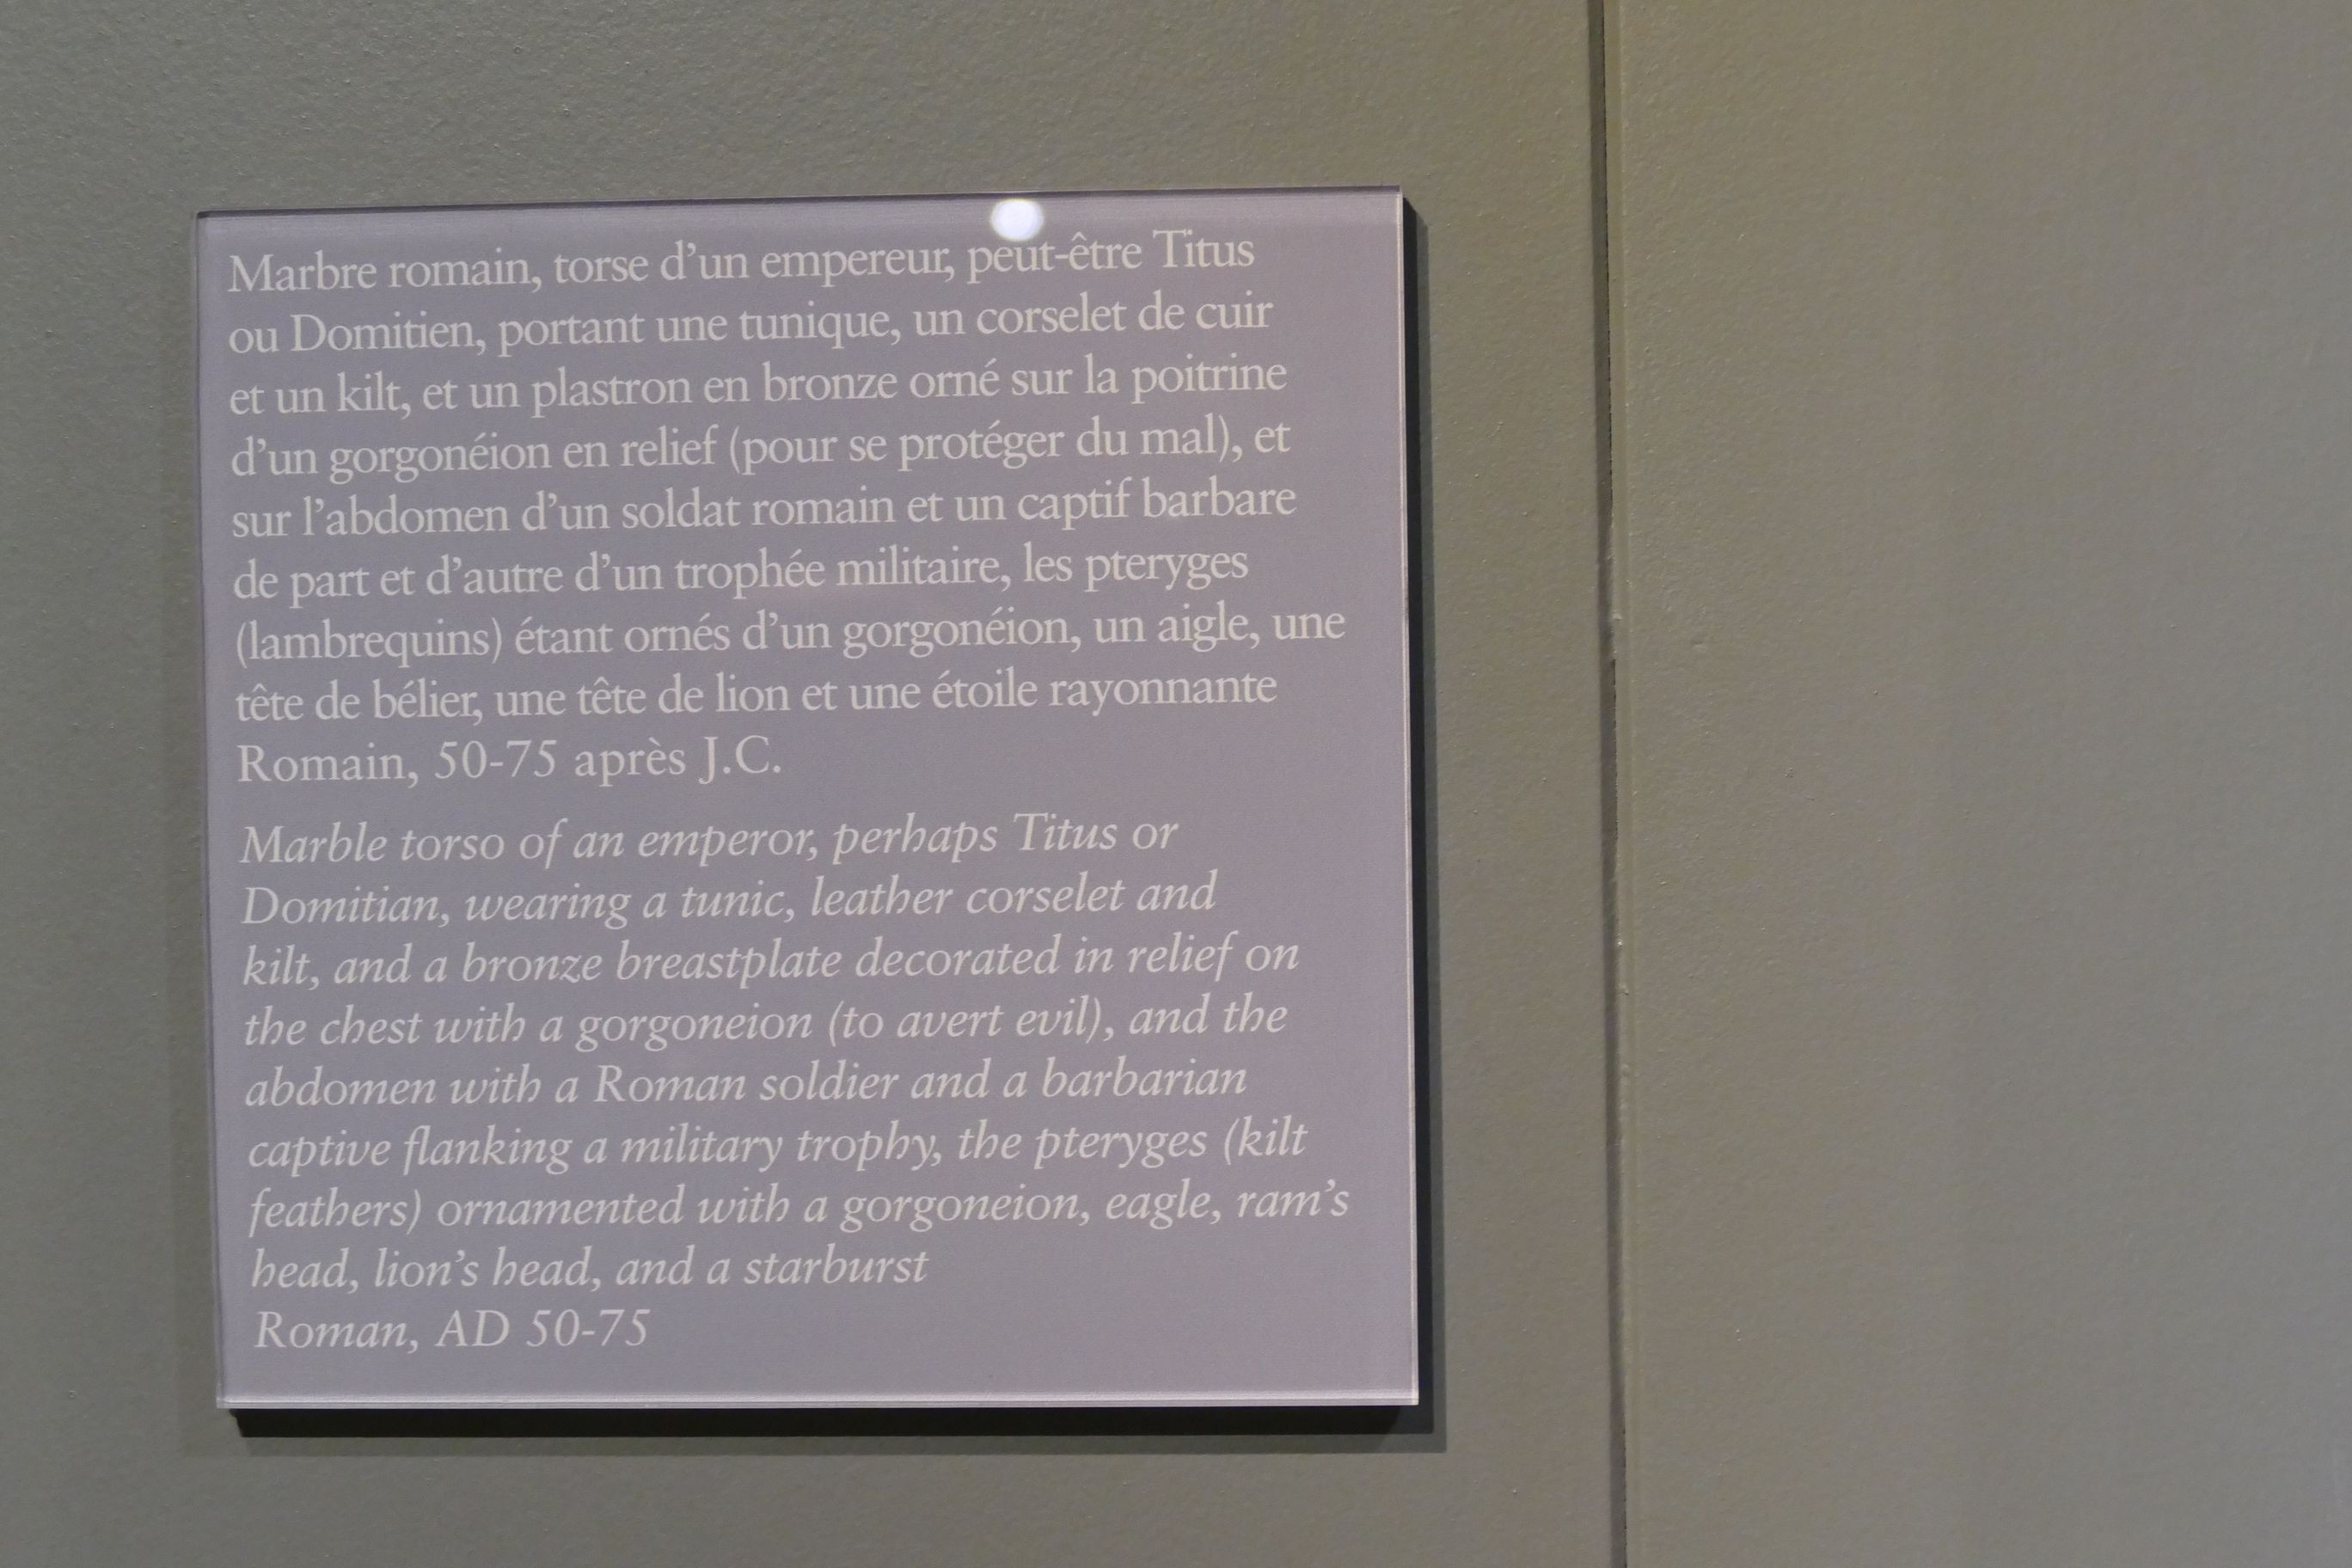 Marbre romain, torse d’un empereur, peut-être Titus
ou Domitien, portant une tunique, un corselet de cuir
et un kilt, et un plastron en bronze orné sur la poitrine
d’un gorgonéion en relief (pour se protéger du mal), et
sur l’abdomen d’un soldat romain et un captif barbare
de part et d’autre d’un trophée militaire, les pteryges
(lambrequins) étant ornés d’un gorgonéion, un aigle, une
tête de bélier, une tête de lion et une étoile rayonnante
Romain, 50-75 après J.C.
Marble torso of an emperor, perhaps Titus or
Domitian, wearing a tunic, leather corselet and
kilt, and a bronze breastplate decorated in relief on
the chest with a gorgoneion (to avert evil), and the
abdomen with a Roman soldier and a barbarian
captive flanking a military trophy, the pteryges (kilt
feathers) ornamented with a gorgoneion, eagle, ram’s
head, lion’s head, and a starburst
Roman, AD 50-75